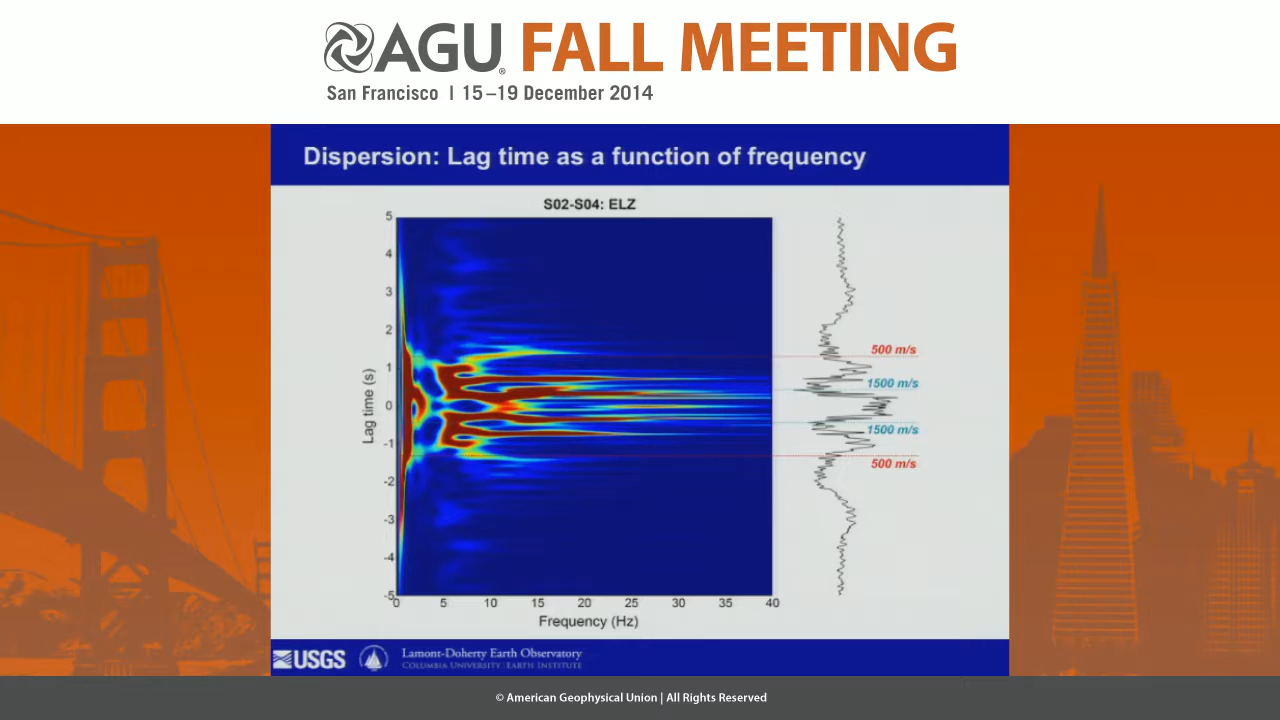 AGU® FALL MEETING
San Francisco | 15–19 December 2014
Dispersion: Lag time as a function of frequency
S02-S04: ELZ
5
4
3
2
1
0
-1
-2
-3
-4
-5
Lag time (s)
0 5 10 15 20 25 30 35 40
Frequency (Hz)
500 m/s
1500 m/s
1500 m/s
500 m/s
USGS
Lamont-Doherty Earth Observatory
COLUMBIA UNIVERSITY | EARTH INSTITUTE
© American Geophysical Union | All Rights Reserved